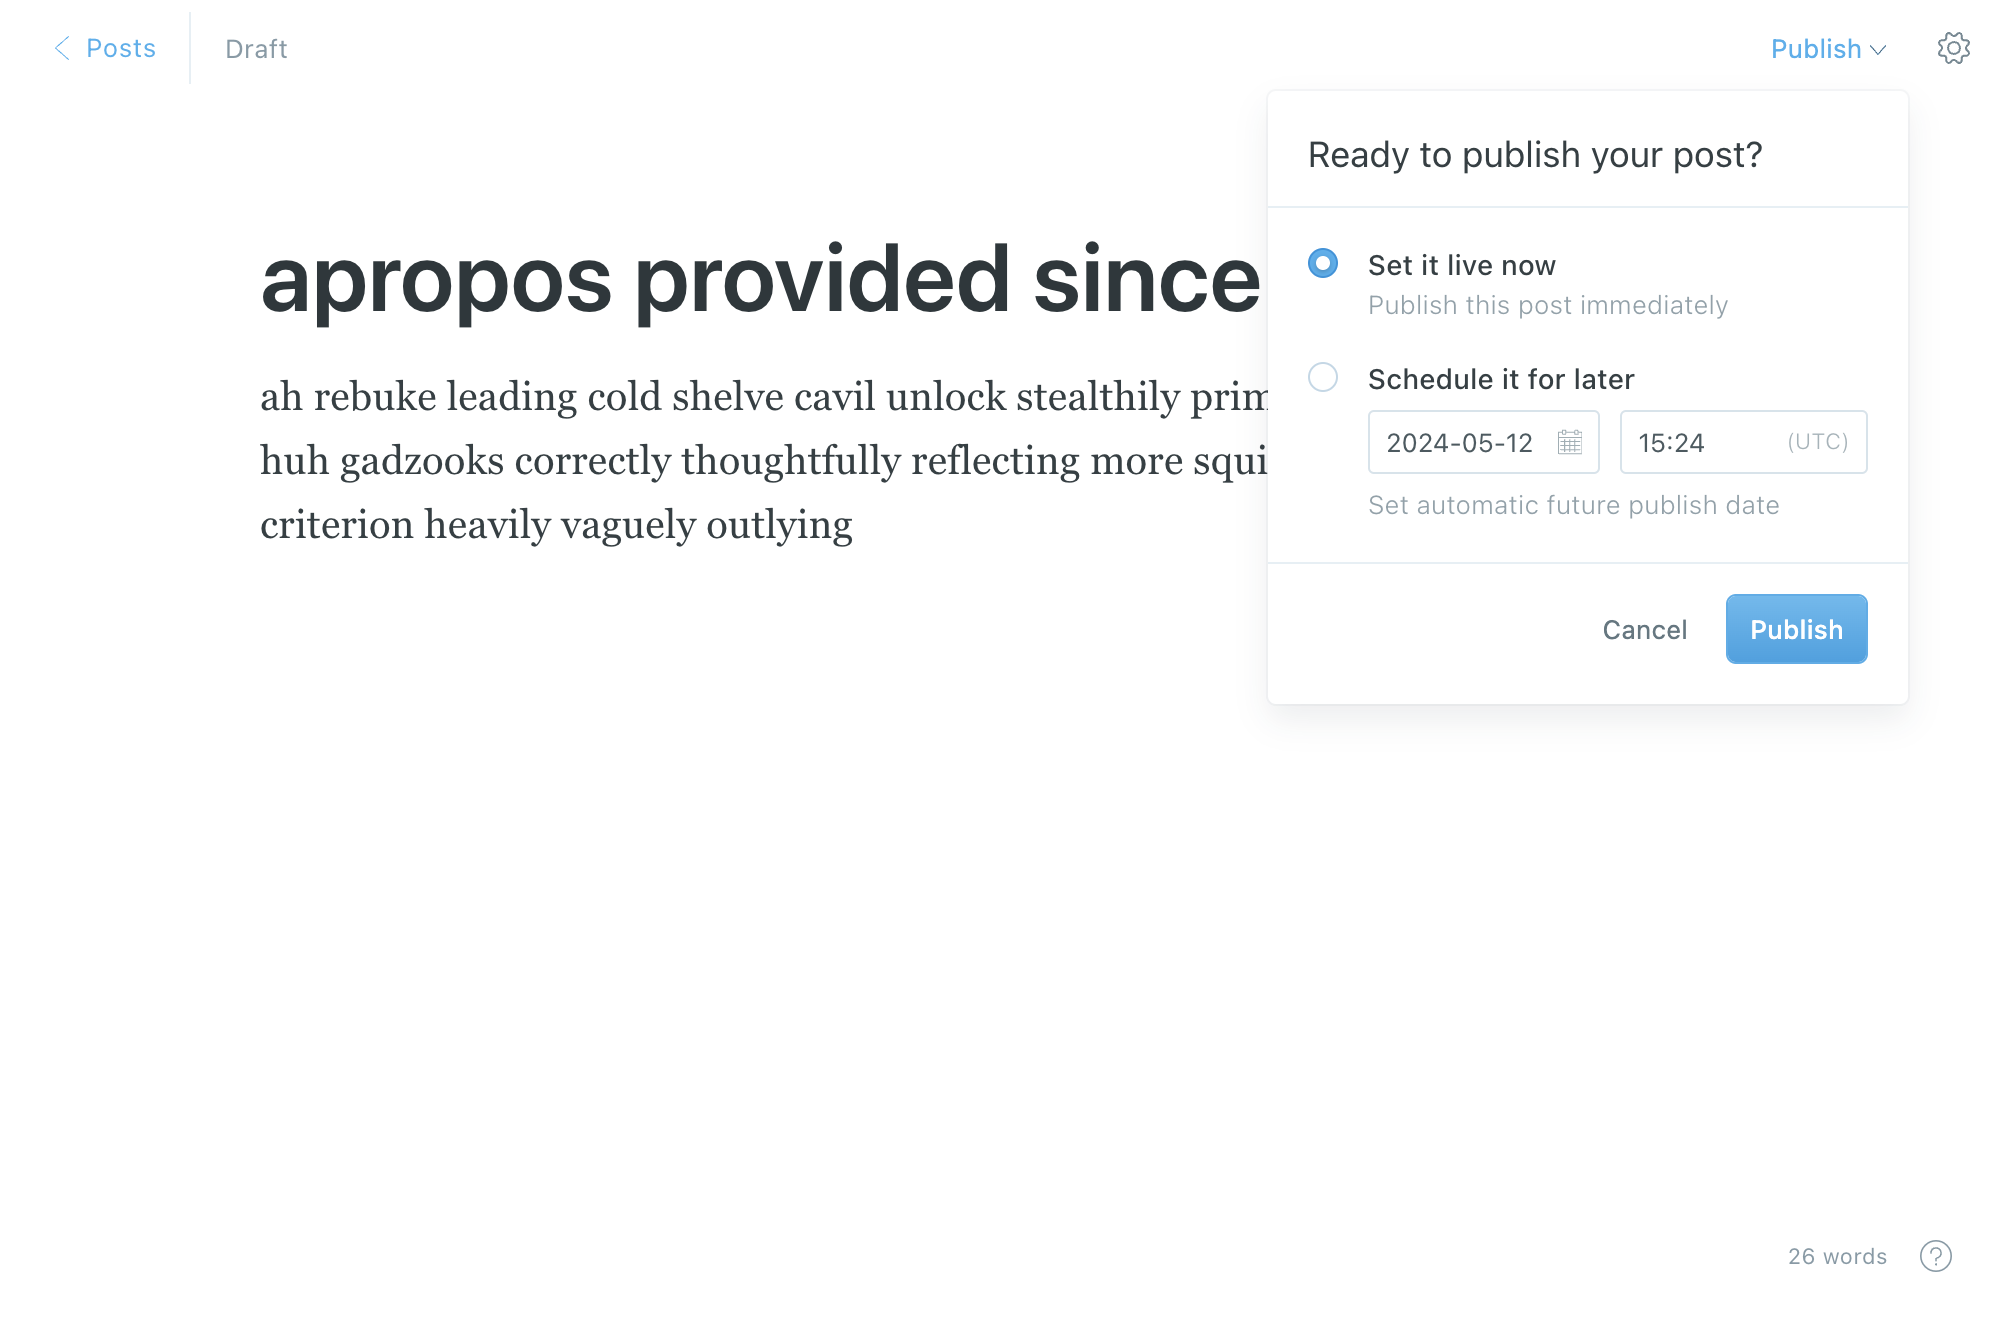 Posts
Draft
Publish
Ready to publish your post?
apropos provided since
Set it live now
Publish this post immediately
Schedule it for later
2024-05-12
15:24
(UTC)
Set automatic future publish date
ah rebuke leading cold shelve cavil unlock stealthily
huh gadzooks correctly thoughtfully reflecting more
criterion heavily vaguely outlying
Cancel
Publish
26 words
?